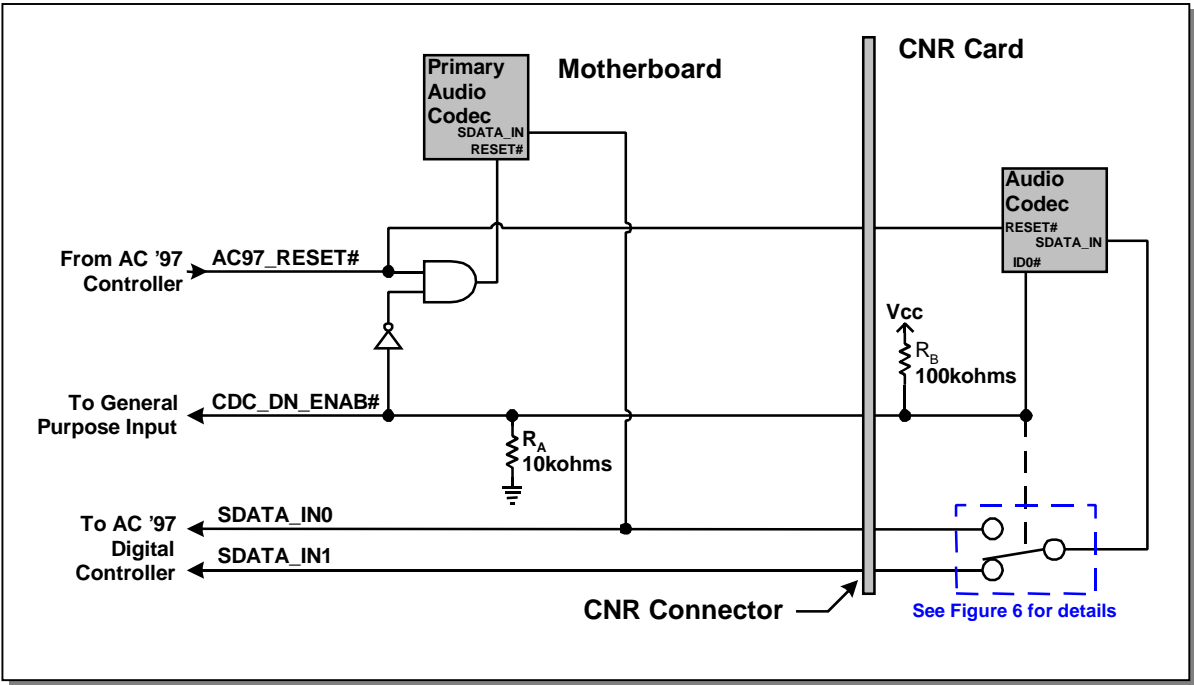 CNR Card
Motherboard
Primary
Audio
Codec
SDATA_IN
RESET#
Audio
Codec
RESET#
SDATA_IN
ID0#
From AC '97
Controller
AC97_RESET#
Vcc
RB
100kohms
To General
Purpose Input
CDC_DN_ENAB#
RA
10kohms
To AC '97
Digital
Controller
SDATA_IN0
SDATA_IN1
CNR Connector
See Figure 6 for details